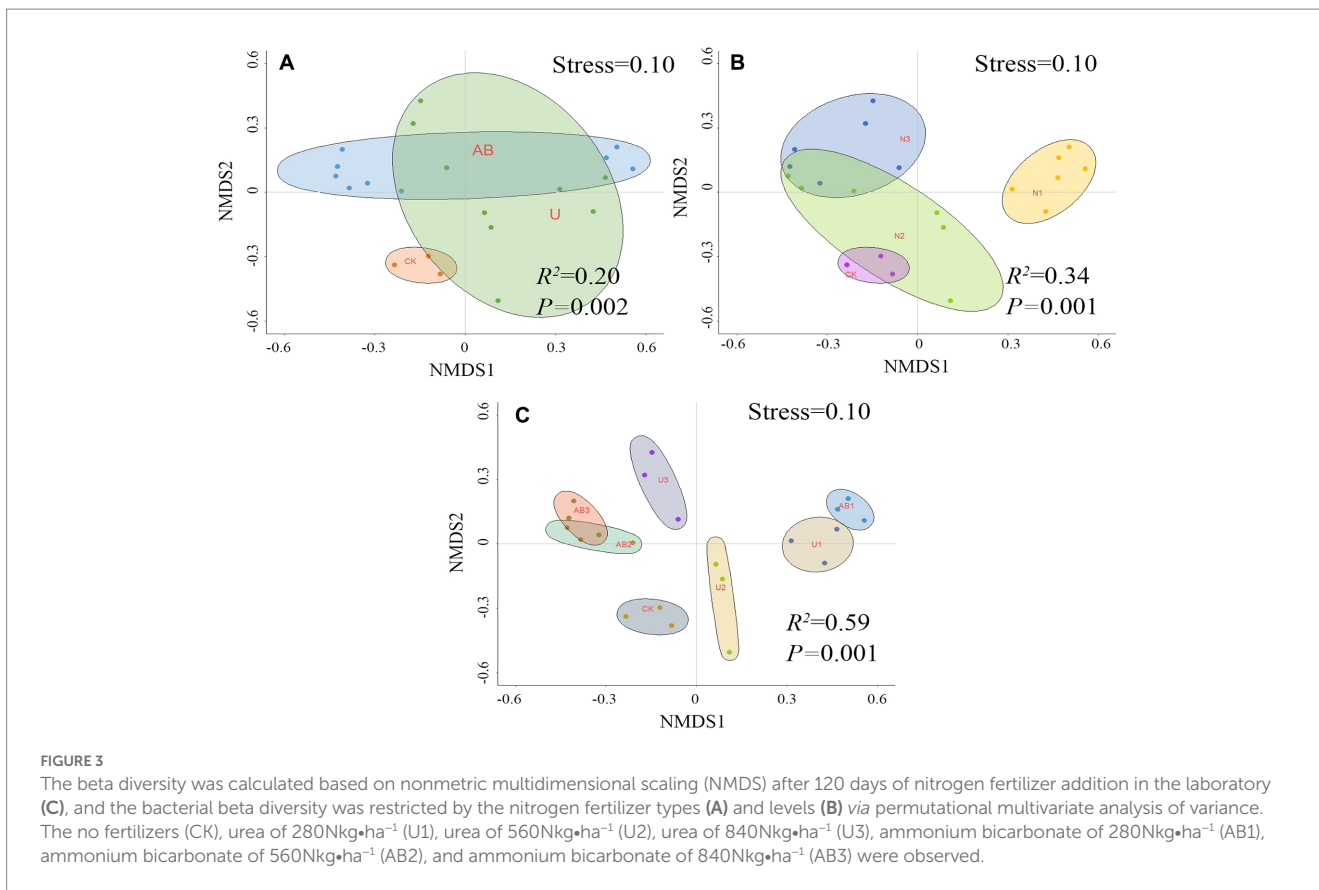 A
Stress=0.10
0.6
0.3
0
-0.3
-0.6
NMDS2
AB
U
CK
R²=0.20
P=0.002
-0.6
-0.3
0
0.3
0.6
NMDS1
B
Stress=0.10
0.6
0.3
0
-0.3
-0.6
NMDS2
N3
N1
N2
CK
R²=0.34
P=0.001
-0.6
-0.3
0
0.3
0.6
NMDS1
C
Stress=0.10
0.6
0.3
0
-0.3
-0.6
NMDS2
U3
AB3
AB1
AB2
U1
U2
CK
R²=0.59
P=0.001
-0.6
-0.3
0
0.3
0.6
NMDS1
FIGURE 3
The beta diversity was calculated based on nonmetric multidimensional scaling (NMDS) after 120 days of nitrogen fertilizer addition in the laboratory
(C), and the bacterial beta diversity was restricted by the nitrogen fertilizer types (A) and levels (B) via permutational multivariate analysis of variance.
The no fertilizers (CK), urea of 280Nkg•ha⁻¹ (U1), urea of 560Nkg•ha⁻¹ (U2), urea of 840Nkg•ha⁻¹ (U3), ammonium bicarbonate of 280Nkg•ha⁻¹ (AB1),
ammonium bicarbonate of 560Nkg•ha⁻¹ (AB2), and ammonium bicarbonate of 840Nkg•ha⁻¹ (AB3) were observed.